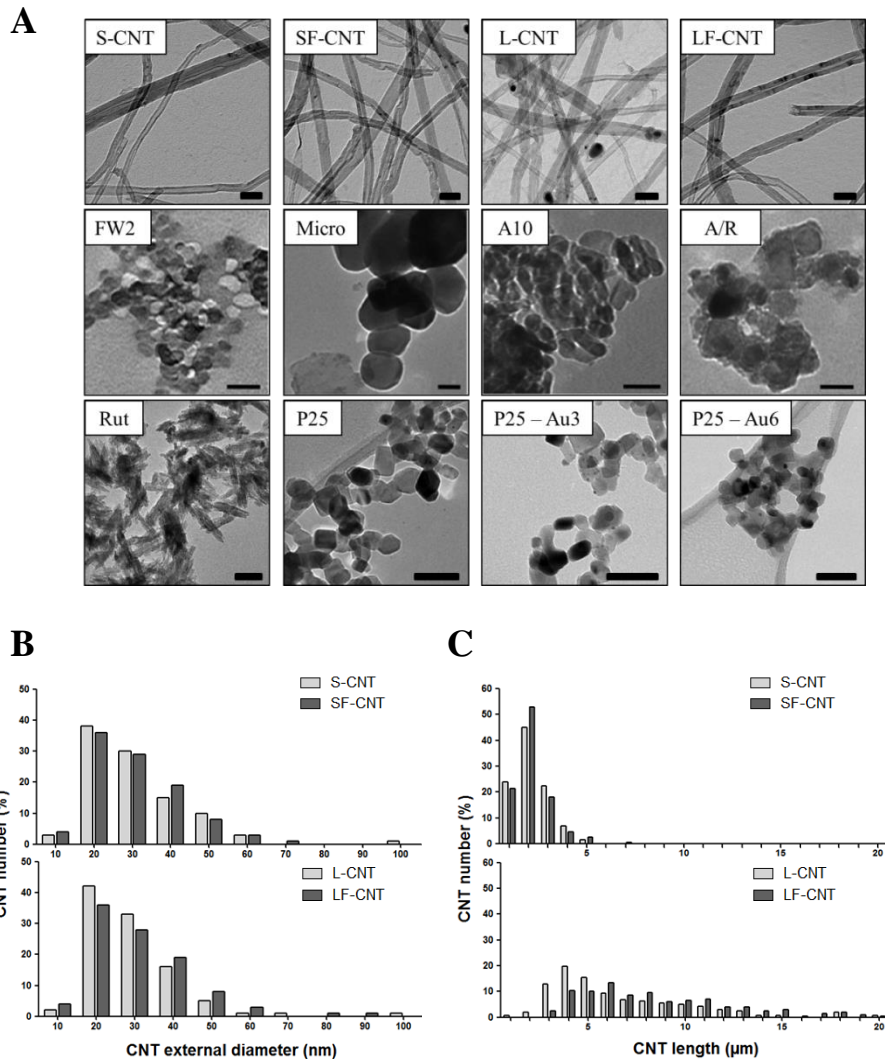 A
S-CNT SF-CNT L-CNT LF-CNT
FW2 Micro A10 A/R
Rut P25 P25 – Au3 P25 – Au6
B
S-CNT
SF-CNT
50
40
30
20
10
0
10 20 30 40 50 60 70 80 90 100
L-CNT
LF-CNT
50
40
30
20
10
0
10 20 30 40 50 60 70 80 90 100
CNT number (%)
CNT external diameter (nm)
C
S-CNT
SF-CNT
60
50
40
30
20
10
0
5 10 15 20
L-CNT
LF-CNT
60
50
40
30
20
10
0
5 10 15 20
CNT number (%)
CNT length (µm)